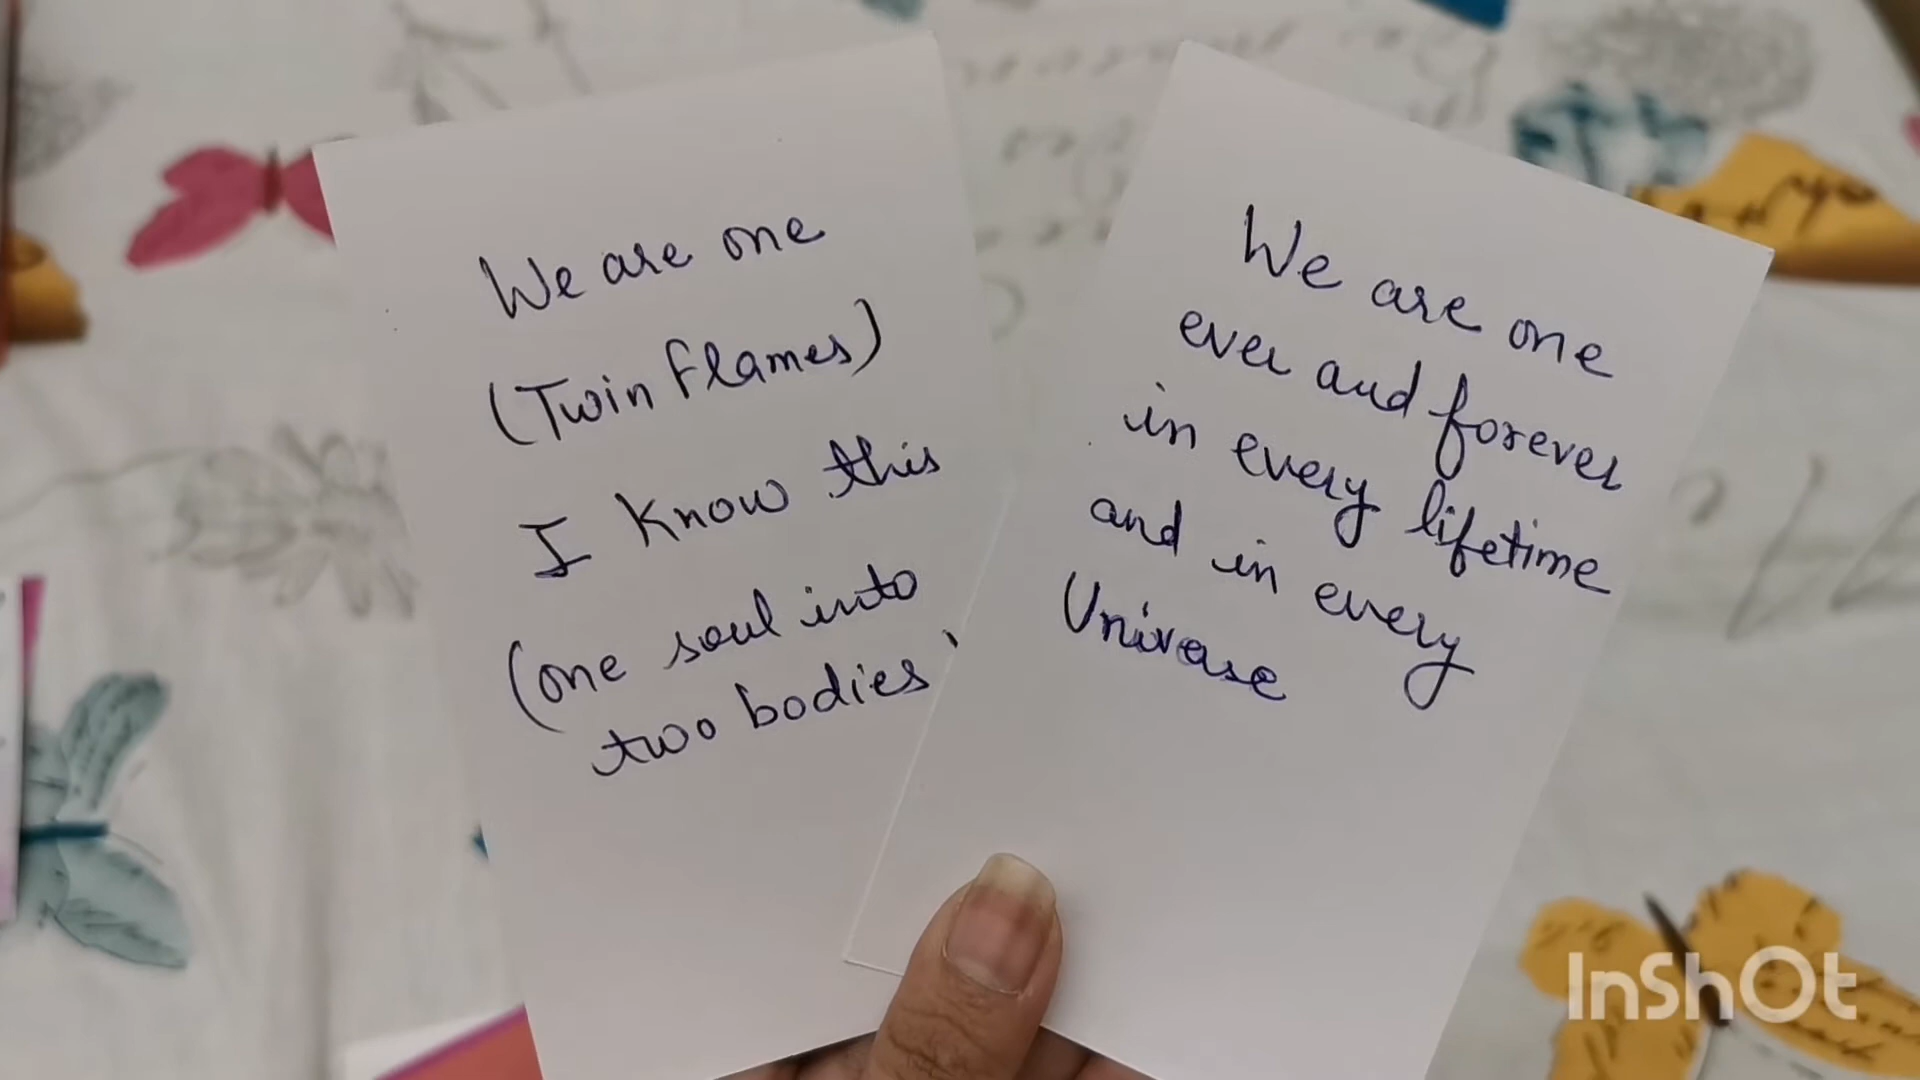 We are one
(Twin Flames)
I Know this
(one soul into
two bodies)
We are one
ever and forever
in every lifetime
and in every
Universe
InShOt